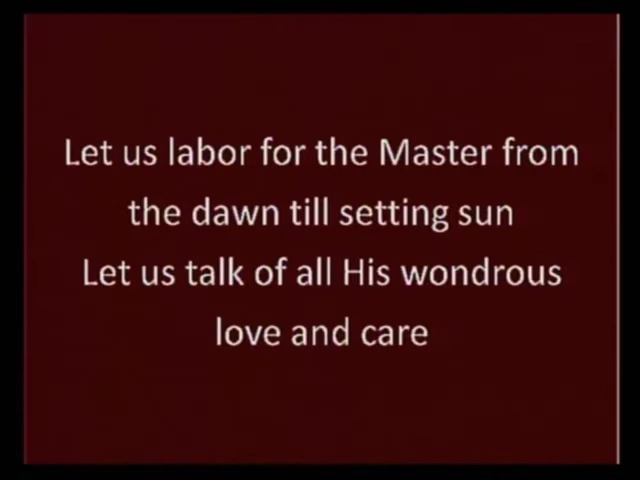 Let us labor for the Master from
the dawn till setting sun
Let us talk of all His wondrous
love and care